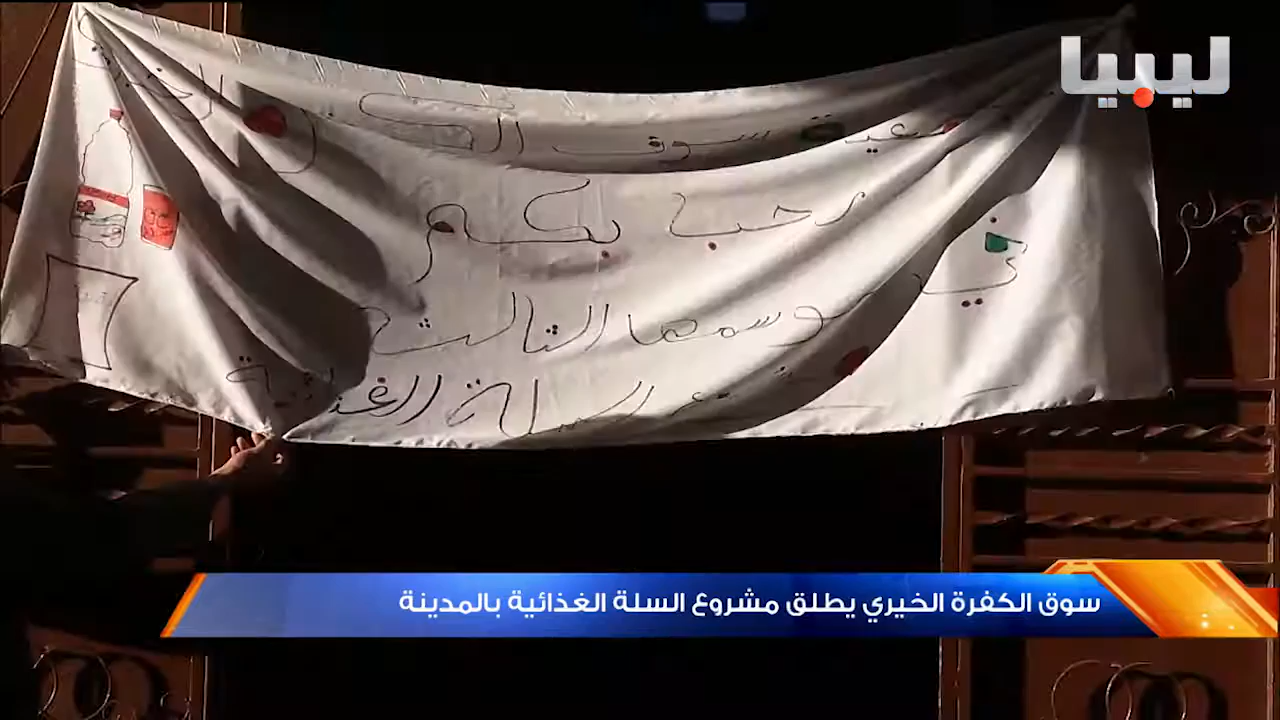 ليبيا
سوق
رحب بكم
في موسمها الثالث
السلة الغذائية
سوق الكفرة الخيري يطلق مشروع السلة الغذائية بالمدينة